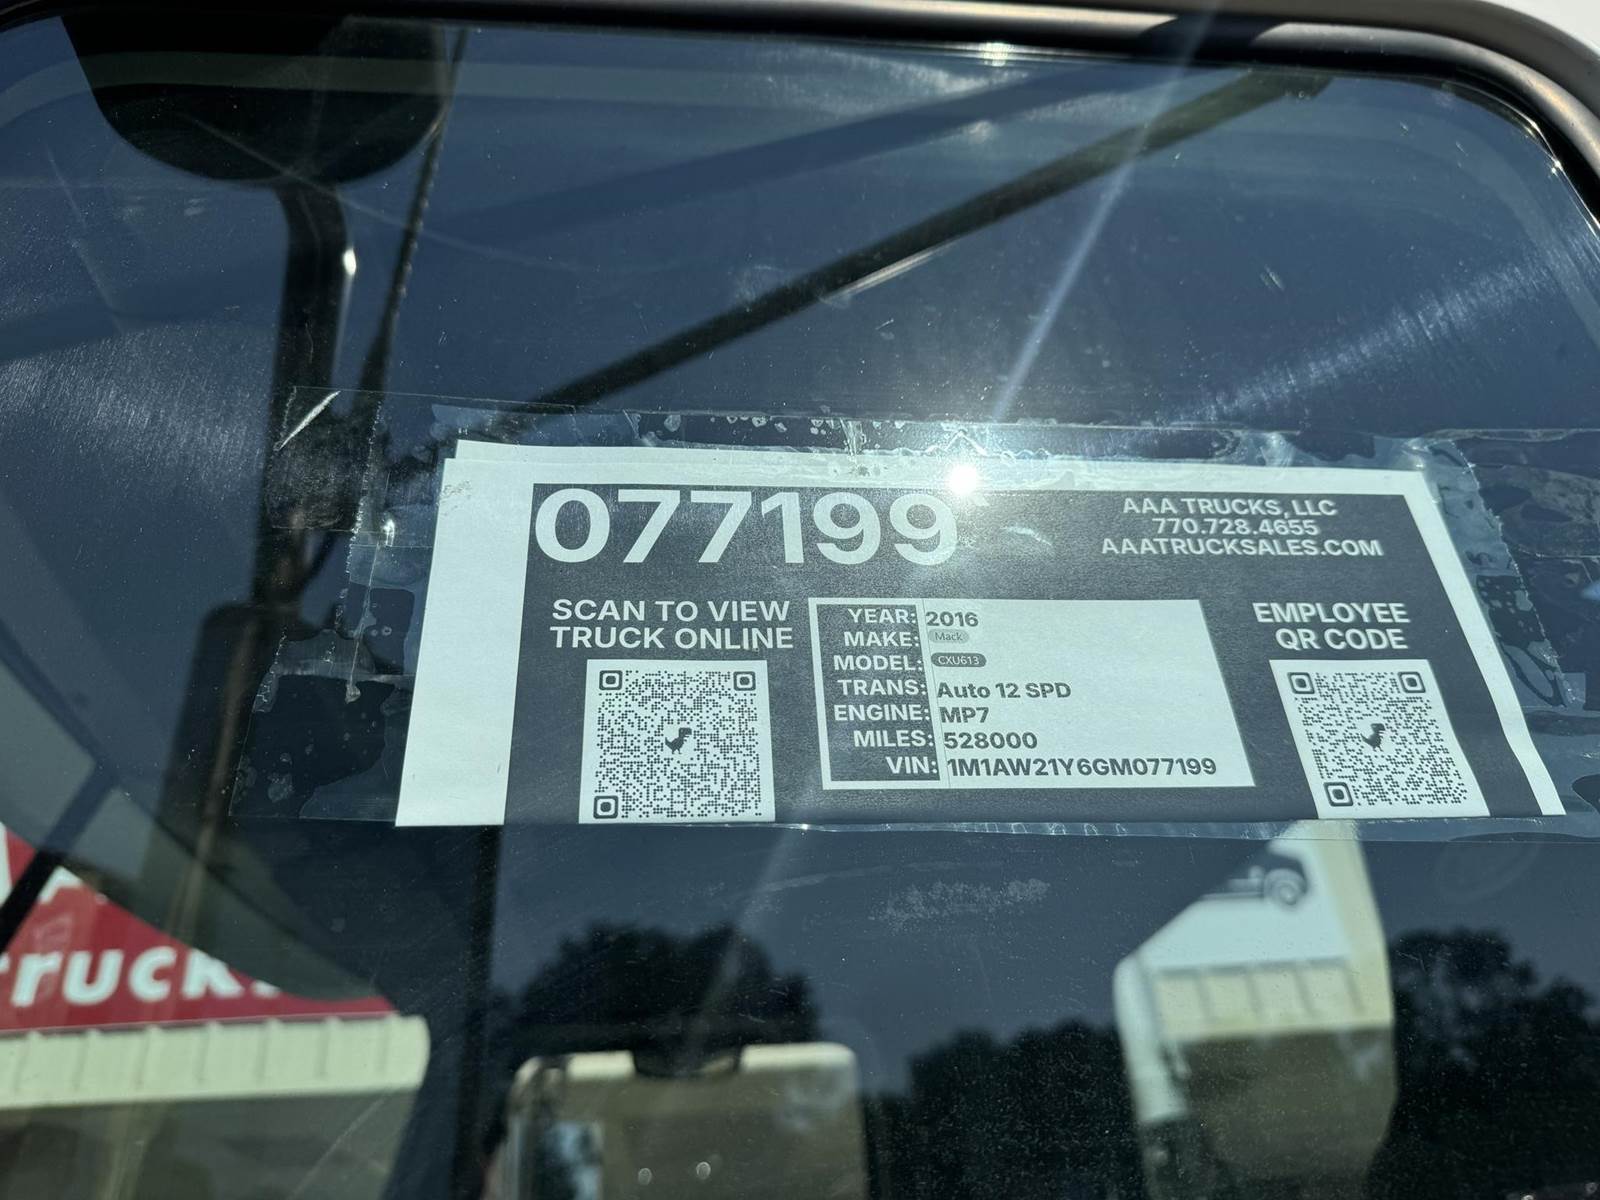 077199
AAA TRUCKS, LLC
770.728.4655
AAATRUCKSALES.COM
SCAN TO VIEW
TRUCK ONLINE
YEAR: 2016
MAKE: Mack
MODEL: CXU613
TRANS: Auto 12 SPD
ENGINE: MP7
MILES: 528000
VIN: 1M1AW21Y6GM077199
EMPLOYEE
QR CODE